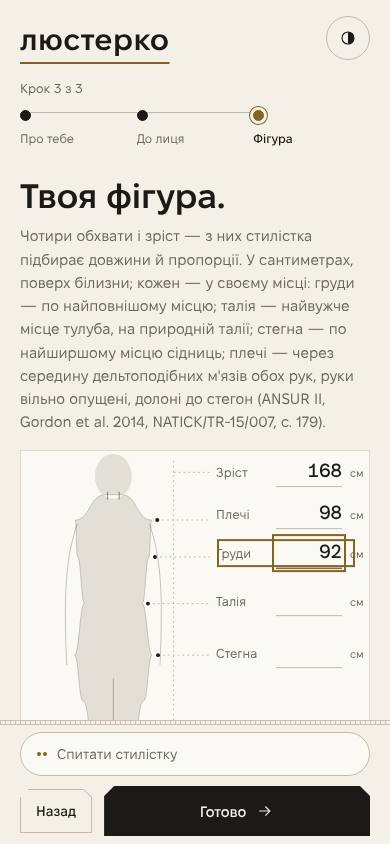 люстерко
Крок 3 з 3
Про тебе До лиця Фігура
Твоя фігура.
Чотири обхвати і зріст — з них стилістка
підбирає довжини й пропорції. У сантиметрах,
поверх білизни; кожен — у своєму місці: груди
— по найповнішому місцю; талія — найвужче
місце тулуба, на природній талії; стегна — по
найширшому місцю сідниць; плечі — через
середину дельтоподібних м'язів обох рук, руки
вільно опущені, долоні до стегон (ANSUR II,
Gordon et al. 2014, NATICK/TR-15/007, с. 179).
Зріст 168 см
Плечі 98 см
Груди 92 см
Талія см
Стегна см
Спитати стилістку
Назад Готово →